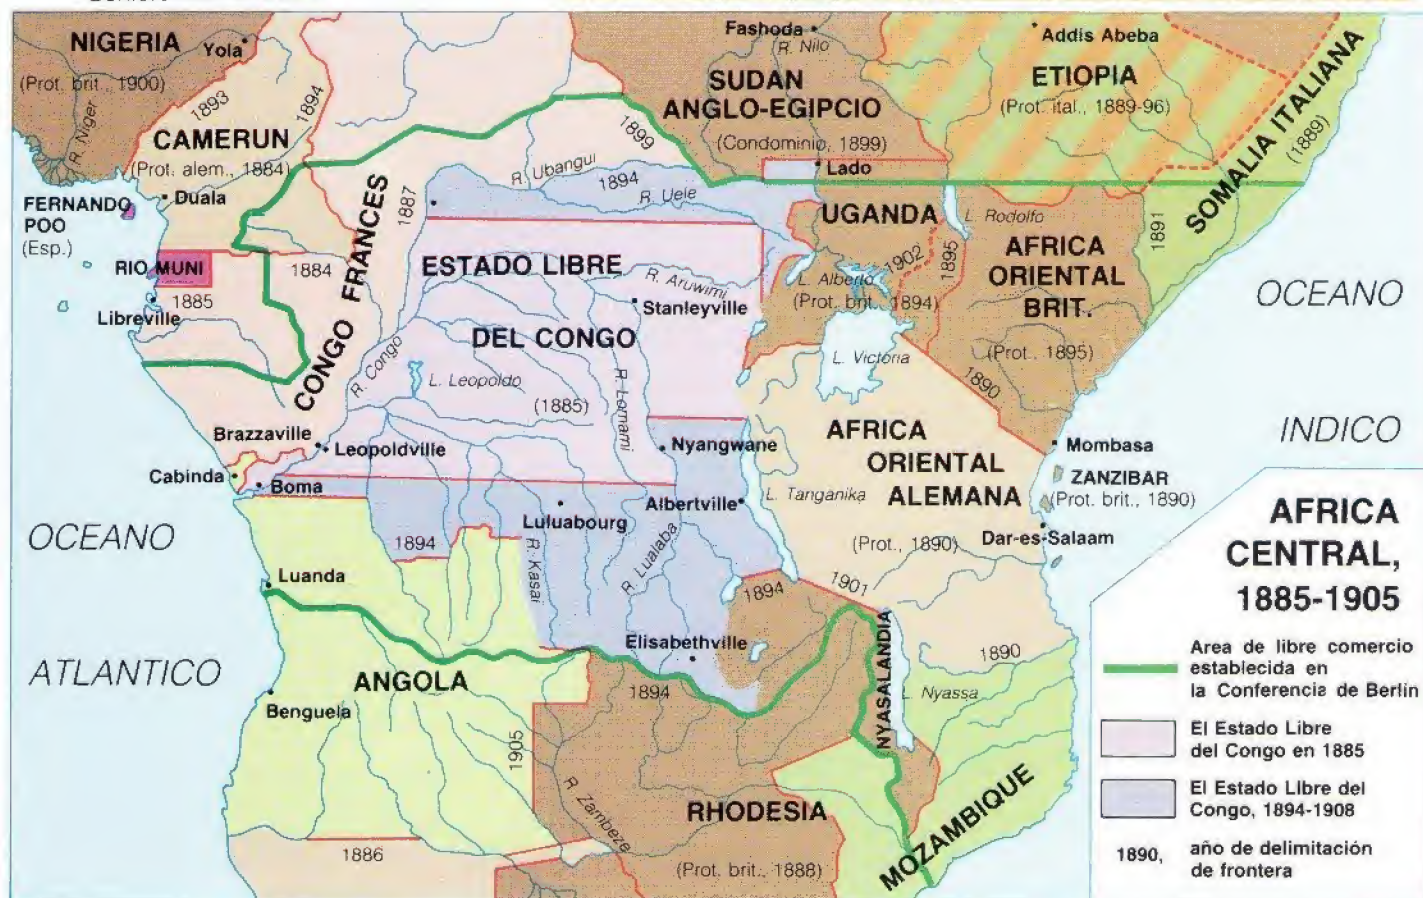 NIGERIA
Yola
(Prot. brit., 1900)
R. Niger
1893
1894
CAMERUN
(Prot. alem., 1884)
Duala
FERNANDO
POO
(Esp.)
RIO MUNI
1884
1885
Libreville
CONGO FRANCES
1887
1899
R. Ubangui
1894
R. Uele
Fashoda
(R. Nilo
SUDAN
ANGLO-EGIPCIO
(Condominio, 1899)
Lado
Addis Abeba
ETIOPIA
(Prot. ital., 1889-96)
SOMALIA ITALIANA
(1889)
UGANDA
L. Rodolfo
1902
1895
1891
L. Alberto
(Prot. brit., 1894)
AFRICA
ORIENTAL
BRIT.
(Prot., 1895)
1890
ESTADO LIBRE
DEL CONGO
(1885)
R. Aruwimi
Stanleyville
R. Congo
L. Leopoldo
R. Lomami
L. Victoria
Brazzaville
Leopoldville
Cabinda
Boma
Nyangwane
Albertville
L. Tanganika
Luluabourg
1894
R. Kasai
R. Lualaba
Elisabethville
AFRICA
ORIENTAL
ALEMANA
(Prot., 1890)
Mombasa
ZANZIBAR
(Prot. brit., 1890)
Dar-es-Salaam
OCEANO
INDICO
OCEANO
ATLANTICO
Luanda
ANGOLA
Benguela
1905
1886
1894
1894
1901
1890
NYASALANDIA
L. Nyassa
R. Zambeze
RHODESIA
(Prot. brit., 1888)
MOZAMBIQUE
AFRICA
CENTRAL,
1885-1905
Area de libre comercio
establecida en
la Conferencia de Berlín
El Estado Libre
del Congo en 1885
El Estado Libre del
Congo, 1894-1908
1890, año de delimitación
de frontera